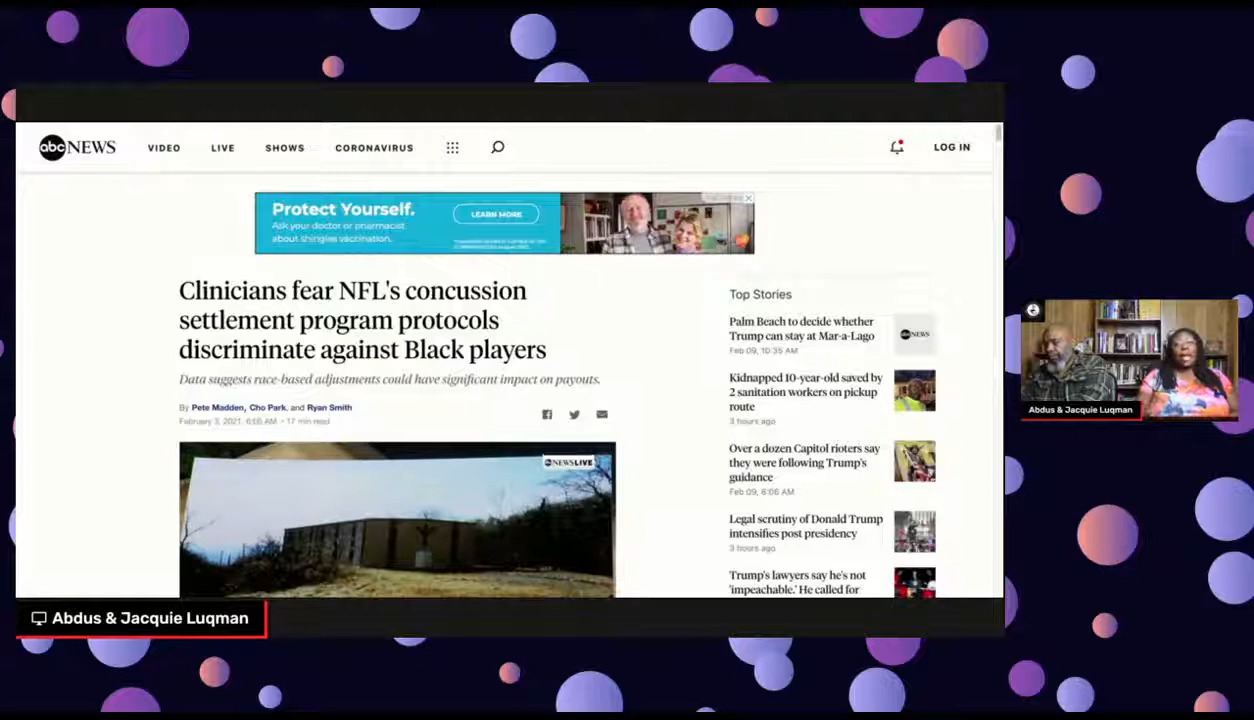 abc NEWS
VIDEO
LIVE
SHOWS
CORONAVIRUS
LOG IN
Protect Yourself.
Ask your doctor or pharmacist
about shingles vaccination.
LEARN MORE
Clinicians fear NFL's concussion
settlement program protocols
discriminate against Black players
Data suggests race-based adjustments could have significant impact on payouts.
By Pete Madden, Cho Park, and Ryan Smith
February 3, 2021, 6:06 AM • 17 min read
abc NEWS LIVE
Top Stories
Palm Beach to decide whether
Trump can stay at Mar-a-Lago
Feb 09, 10:35 AM
abc NEWS
Kidnapped 10-year-old saved by
2 sanitation workers on pickup
route
3 hours ago
Over a dozen Capitol rioters say
they were following Trump's
guidance
Feb 09, 6:06 AM
Legal scrutiny of Donald Trump
intensifies post presidency
3 hours ago
Trump's lawyers say he's not
'impeachable.' He called for
Abdus & Jacquie Luqman
Abdus & Jacquie Luqman